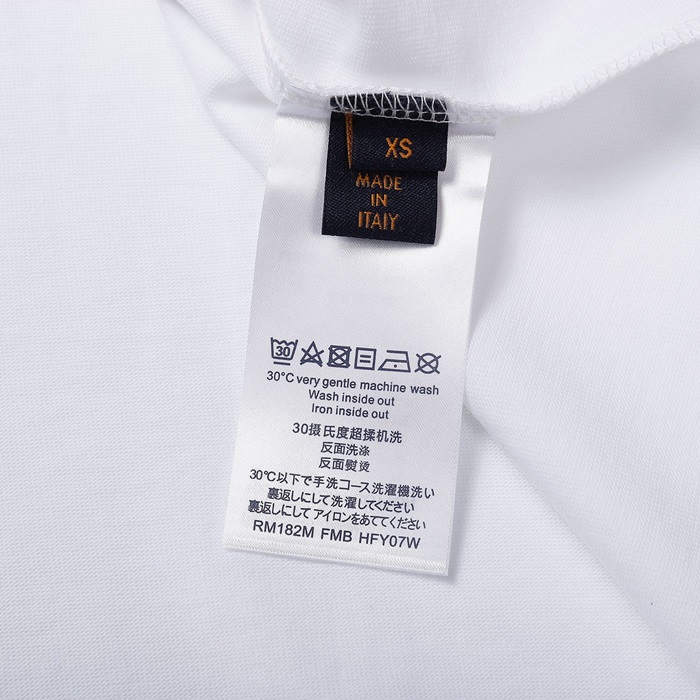 XS
MADE
IN
ITAIY
30
30°C very gentle machine wash
Wash inside out
Iron inside out
30摄氏度超揉机洗
反面洗涤
反面熨烫
30℃以下で手洗コース洗濯機洗い
裏返しにして洗濯してください
裏返しにして アイロンをあててください
RM182M FMB HFY07W